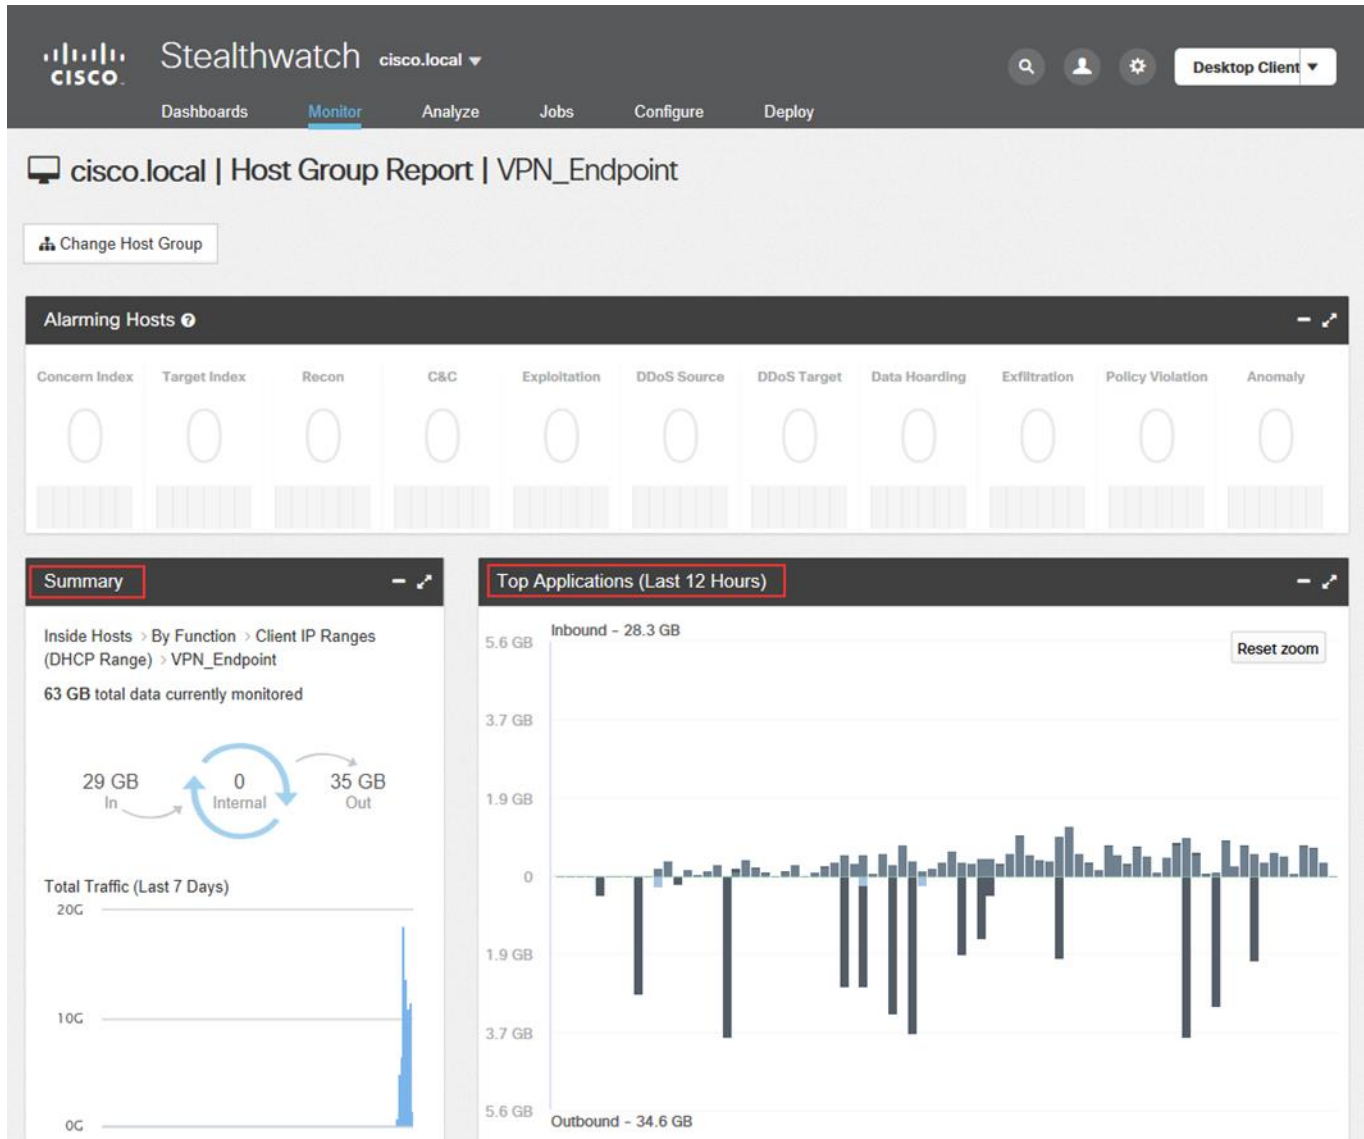 Stealthwatch cisco.local
CISCO
Desktop Client
Dashboards Monitor Analyze Jobs Configure Deploy
cisco.local | Host Group Report | VPN_Endpoint
Change Host Group
Alarming Hosts
Concern Index Target Index Recon C&C Exploitation DDoS Source DDoS Target Data Hoarding Exfiltration Policy Violation Anomaly
0 0 0 0 0 0 0 0 0 0 0
Summary
Inside Hosts > By Function > Client IP Ranges
(DHCP Range) > VPN_Endpoint
63 GB total data currently monitored
29 GB
In
0
Internal
35 GB
Out
Total Traffic (Last 7 Days)
20G
10G
0G
Top Applications (Last 12 Hours)
Inbound - 28.3 GB
Reset zoom
5.6 GB
3.7 GB
1.9 GB
0
1.9 GB
3.7 GB
5.6 GB
Outbound - 34.6 GB